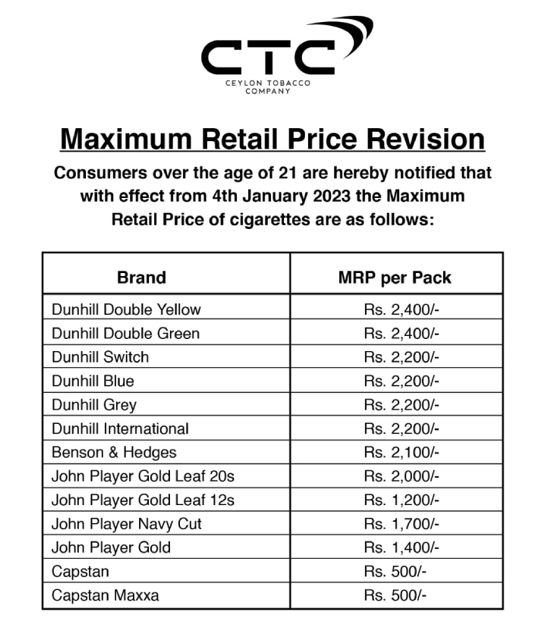 CTC
CEYLON TOBACCO
COMPANY
Maximum Retail Price Revision
Consumers over the age of 21 are hereby notified that
with effect from 4th January 2023 the Maximum
Retail Price of cigarettes are as follows:
Brand MRP per Pack
Dunhill Double Yellow Rs. 2,400/-
Dunhill Double Green Rs. 2,400/-
Dunhill Switch Rs. 2,200/-
Dunhill Blue Rs. 2,200/-
Dunhill Grey Rs. 2,200/-
Dunhill International Rs. 2,200/-
Benson & Hedges Rs. 2,100/-
John Player Gold Leaf 20s Rs. 2,000/-
John Player Gold Leaf 12s Rs. 1,200/-
John Player Navy Cut Rs. 1,700/-
John Player Gold Rs. 1,400/-
Capstan Rs. 500/-
Capstan Maxxa Rs. 500/-